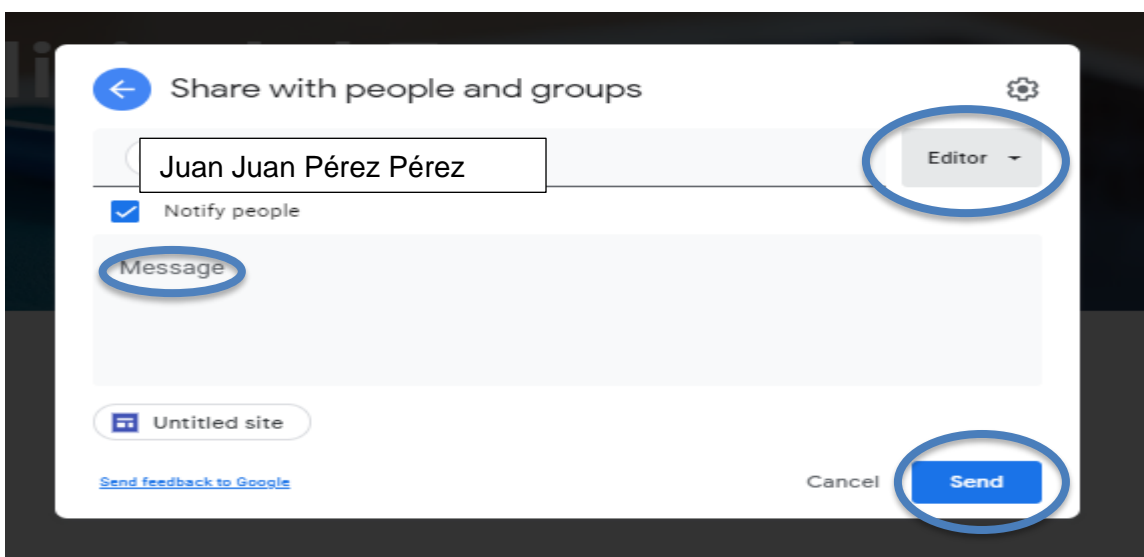 Share with people and groups
Juan Juan Pérez Pérez
Editor
Notify people
Message
Untitled site
Send feedback to Google
Cancel
Send